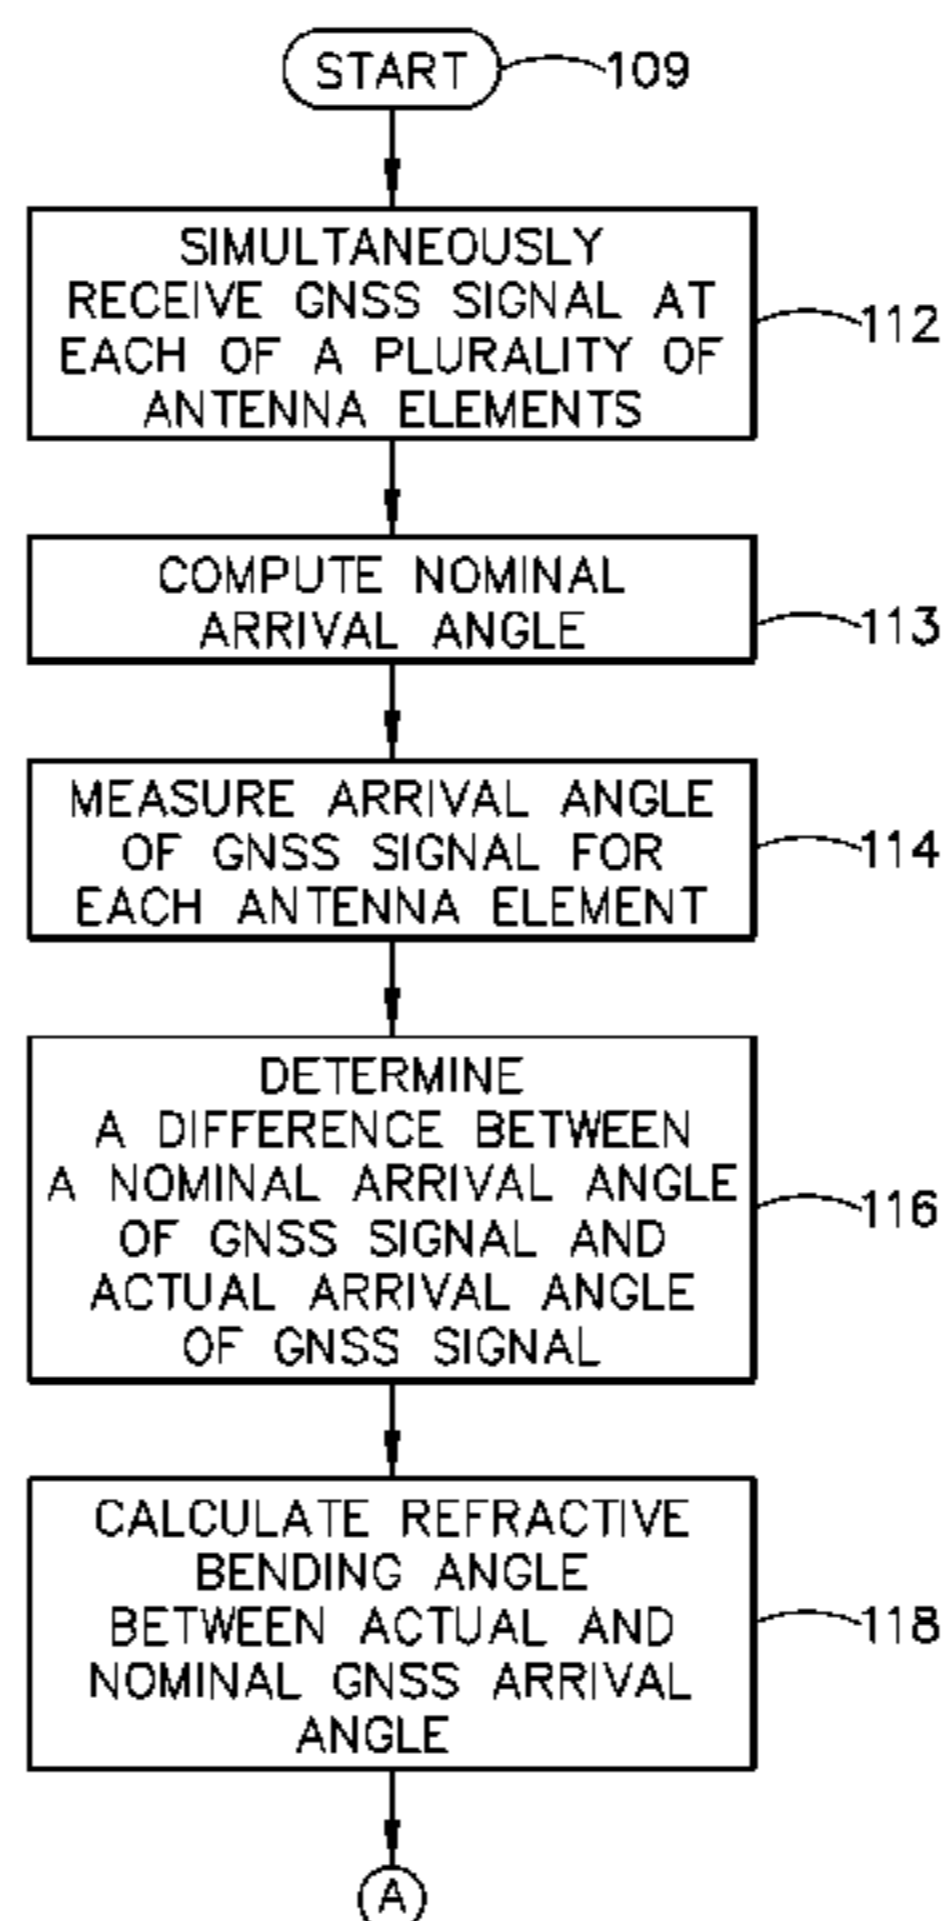 START
109
SIMULTANEOUSLY
RECEIVE GNSS SIGNAL AT
EACH OF A PLURALITY OF
ANTENNA ELEMENTS
112
COMPUTE NOMINAL
ARRIVAL ANGLE
113
MEASURE ARRIVAL ANGLE
OF GNSS SIGNAL FOR
EACH ANTENNA ELEMENT
114
DETERMINE
A DIFFERENCE BETWEEN
A NOMINAL ARRIVAL ANGLE
OF GNSS SIGNAL AND
ACTUAL ARRIVAL ANGLE
OF GNSS SIGNAL
116
CALCULATE REFRACTIVE
BENDING ANGLE
BETWEEN ACTUAL AND
NOMINAL GNSS ARRIVAL
ANGLE
118
A